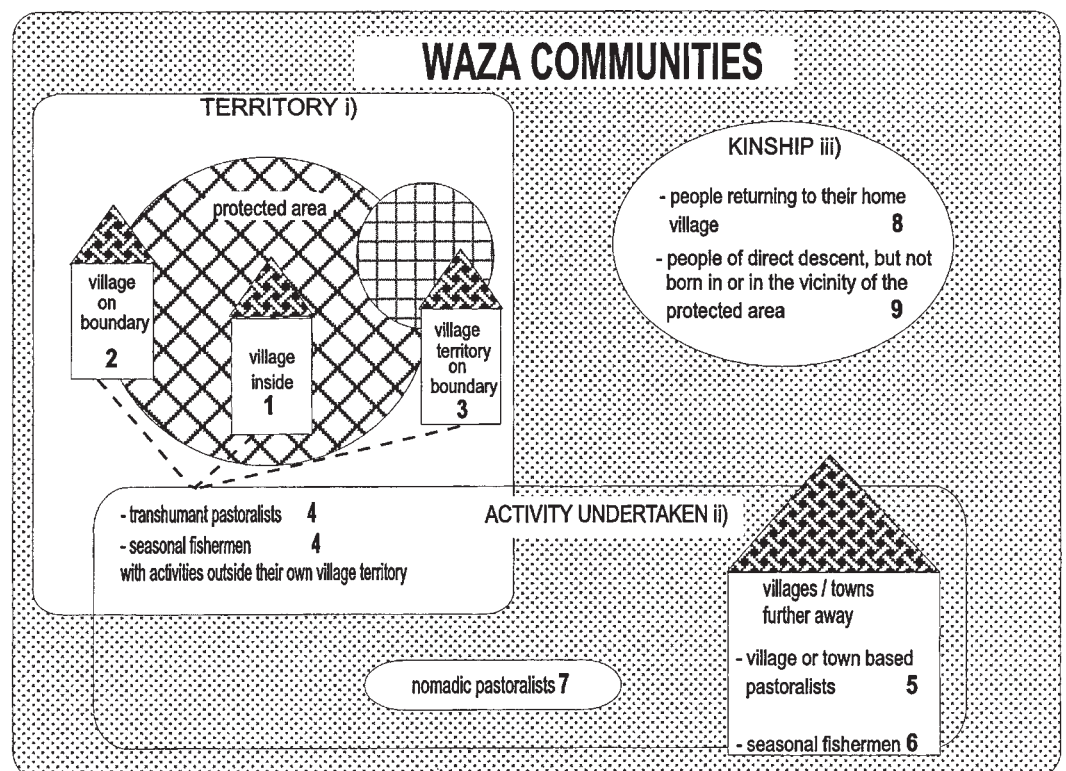 WAZA COMMUNITIES
TERRITORY i)
protected area
village
on
boundary
2
village
inside
1
village
territory
on
boundary
3
KINSHIP iii)
- people returning to their home
village 8
- people of direct descent, but not
born in or in the vicinity of the
protected area 9
- transhumant pastoralists 4
- seasonal fishermen 4
with activities outside their own village territory
ACTIVITY UNDERTAKEN ii)
villages / towns
further away
- village or town based
pastoralists 5
- seasonal fishermen 6
nomadic pastoralists 7